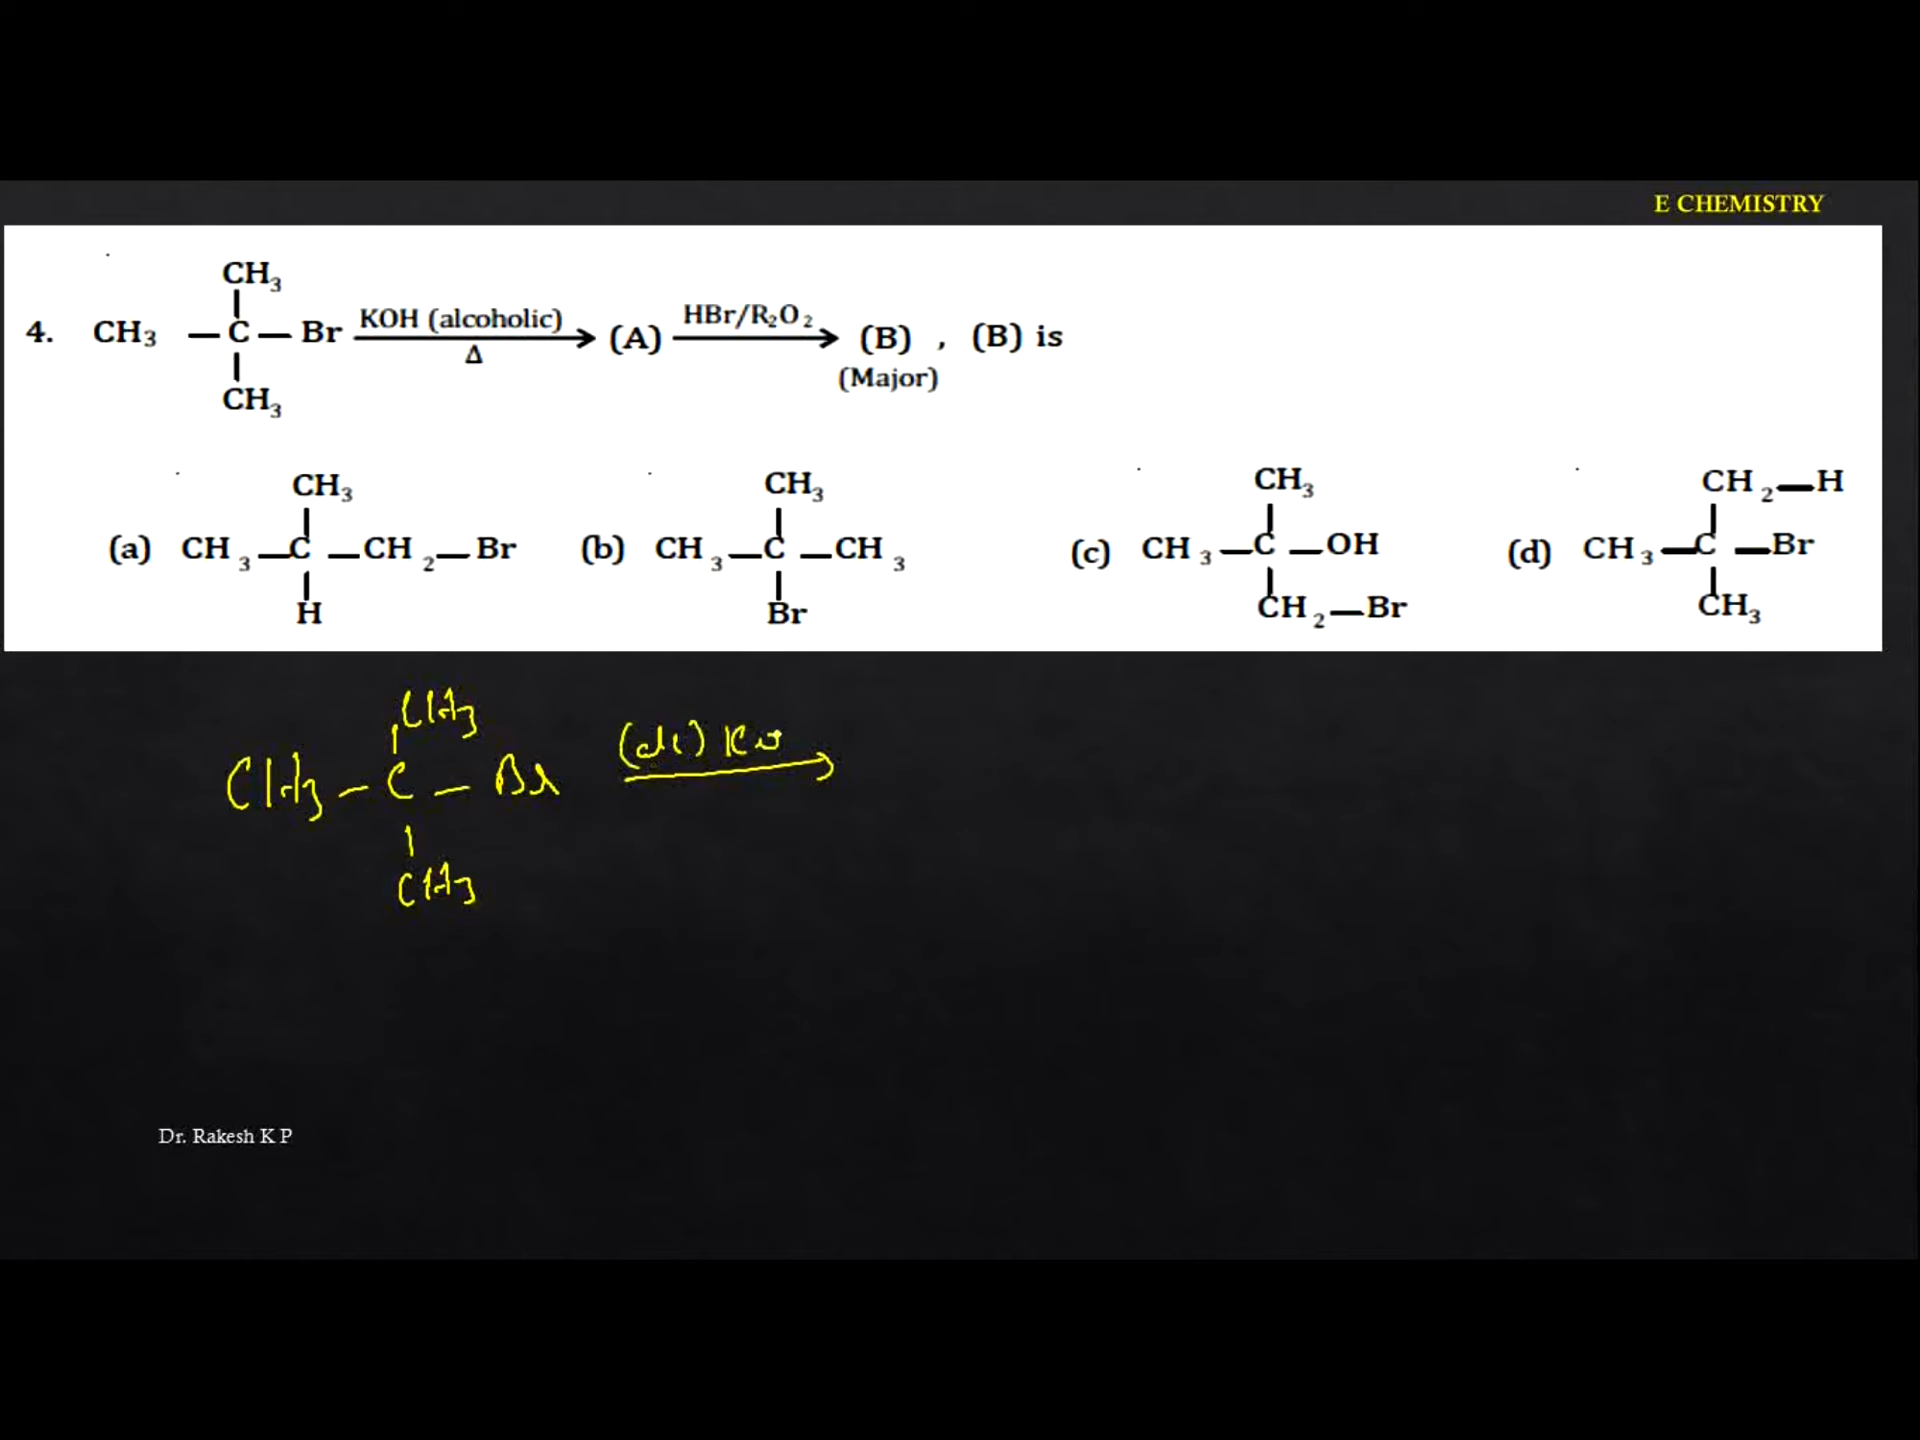 E CHEMISTRY
CH₃
4. CH₃ — C — Br KOH (alcoholic) Δ → (A) HBr/R₂O₂ → (B) , (B) is
(Major)
CH₃
CH₃ CH₃ CH₃ CH₂—H
(a) CH₃—C—CH₂—Br (b) CH₃—C—CH₃ (c) CH₃—C—OH (d) CH₃—C—Br
H Br CH₂—Br CH₃
CH₃
CH₃ – C – Br (alc)
CH₃
Dr. Rakesh K P